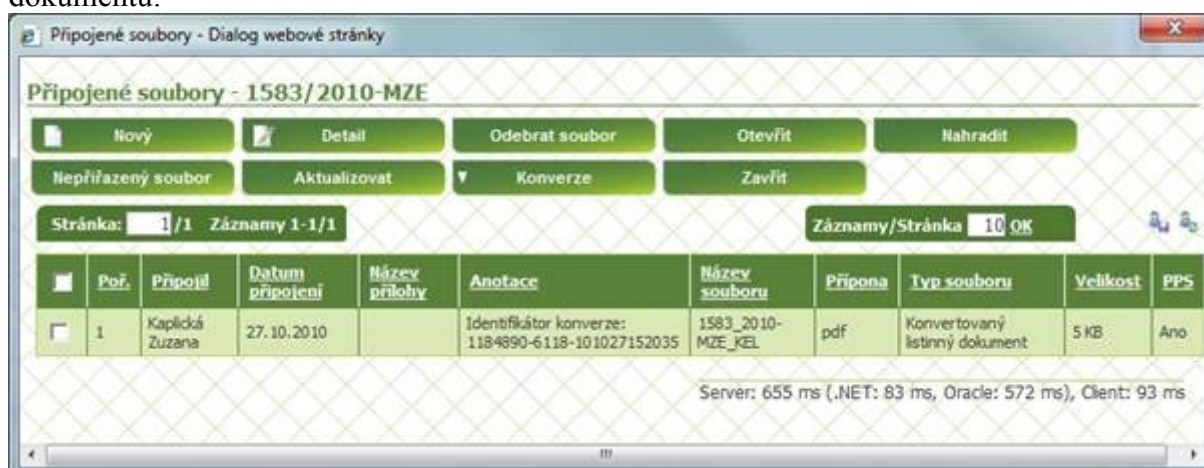 dokumentu.
Připojené soubory - Dialog webové stránky
Připojené soubory - 1583/2010-MZE
Nový Detail Odebrat soubor Otevřít Nahradit
Nepřiřazený soubor Aktualizovat Konverze Zavřít
Stránka: 1 /1 Záznamy 1-1/1 Záznamy/Stránka 10 OK
Poř. Připojil Datum připojení Název přílohy Anotace Název souboru Přípona Typ souboru Velikost PPS
1 Kaplická Zuzana 27.10.2010 Identifikátor konverze: 1184890-6118-101027152035 1583_2010-MZE_KEL pdf Konvertovaný listinný dokument 5 KB Ano
Server: 655 ms (.NET: 83 ms, Oracle: 572 ms), Client: 93 ms